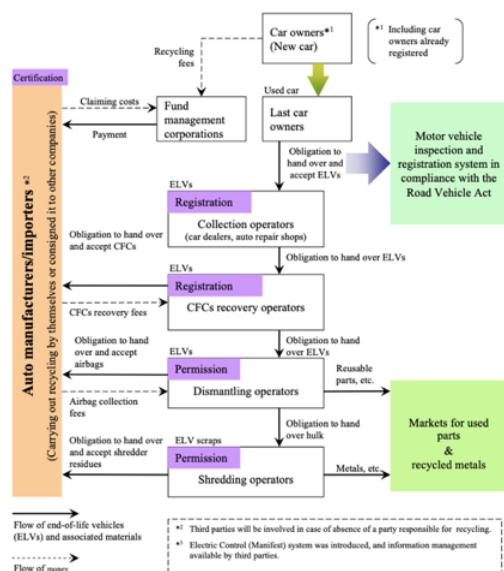 Car owners*1
(New car)
*1 Including car
owners already
registered
Recycling
fees
Certification
Claiming costs
Payment
Fund
management
corporations
Used car
Last car
owners
Obligation to
hand over and
accept ELVs
Motor vehicle
inspection and
registration system in
compliance with the
Road Vehicle Act
Auto manufacturers/importers *2
(Carrying out recycling by themselves or consigned it to other companies)
ELVs
Registration
Collection operators
(car dealers, auto repair shops)
Obligation to hand over
and accept CFCs
Obligation to hand over ELVs
ELVs
Registration
CFCs recovery operators
CFCs recovery fees
Obligation to hand
over ELVs
Obligation to hand
over and accept
airbags
ELVs
Permission
Dismantling operators
Reusable
parts, etc.
Airbag collection
fees
Obligation to hand
over hulk
Markets for used
parts
&
recycled metals
Obligation to hand over
and accept shredder
residues
ELV scraps
Permission
Shredding operators
Metals, etc.
Flow of end-of-life vehicles
(ELVs) and associated materials
Flow of money
*2 Third parties will be involved in case of absence of a party responsible for recycling.
*3 Electric Control (Manifest) system was introduced, and information management
available by third parties.